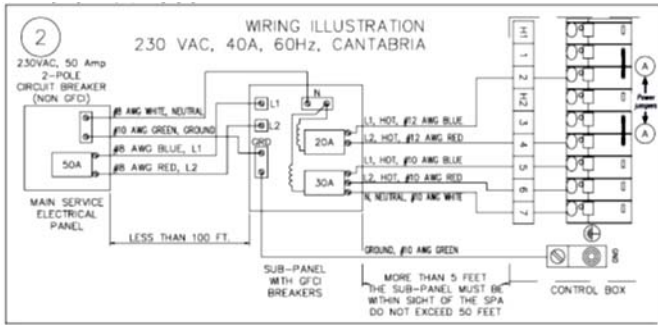 2
WIRING ILLUSTRATION
230 VAC, 40A, 60Hz, CANTABRIA
230VAC, 50 Amp
2-POLE
CIRCUIT BREAKER
(NON GFCI)
#8 AWG WHITE, NEUTRAL
#10 AWG GREEN, GROUND
#8 AWG BLUE, L1
#8 AWG RED, L2
50A
MAIN SERVICE
ELECTRICAL
PANEL
LESS THAN 100 FT.
N
L1
L2
GRD
20A
30A
SUB-PANEL
WITH GFCI
BREAKERS
L1, HOT, #12 AWG BLUE
L2, HOT, #12 AWG RED
L1, HOT, #10 AWG BLUE
L2, HOT, #10 AWG RED
N, NEUTRAL, #10 AWG WHITE
GROUND, #10 AWG GREEN
MORE THAN 5 FEET
THE SUB-PANEL MUST BE
WITHIN SIGHT OF THE SPA
DO NOT EXCEED 50 FEET
H1
1
2
H2
3
4
5
6
7
A
Power
jumpers
A
GND
CONTROL BOX